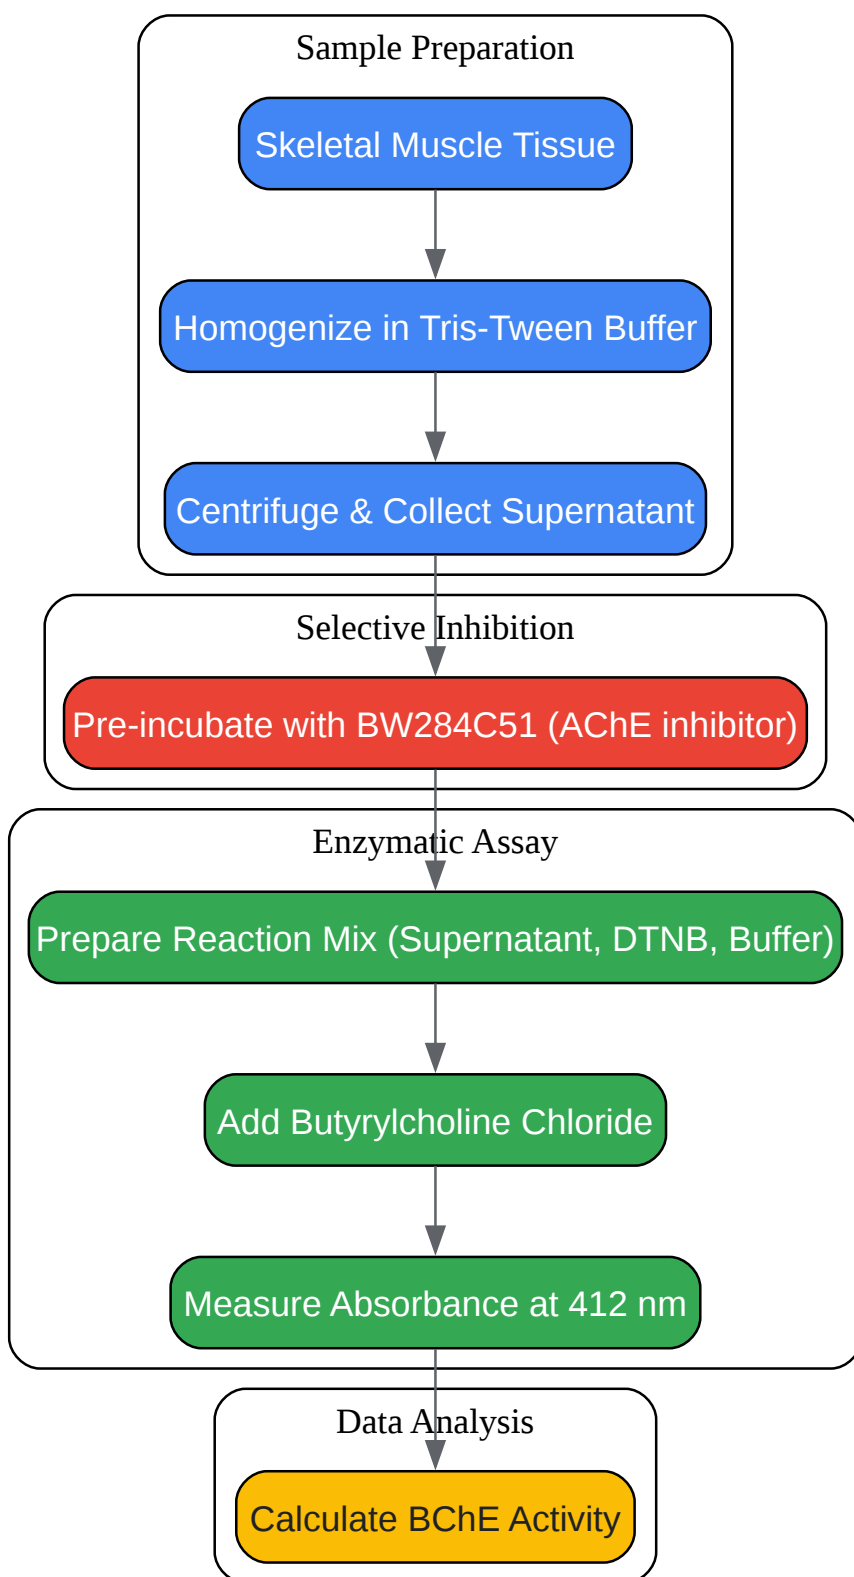 Sample Preparation
Skeletal Muscle Tissue
Homogenize in Tris-Tween Buffer
Centrifuge & Collect Supernatant
Selective Inhibition
Pre-incubate with BW284C51 (AChE inhibitor)
Enzymatic Assay
Prepare Reaction Mix (Supernatant, DTNB, Buffer)
Add Butyrylcholine Chloride
Measure Absorbance at 412 nm
Data Analysis
Calculate BChE Activity